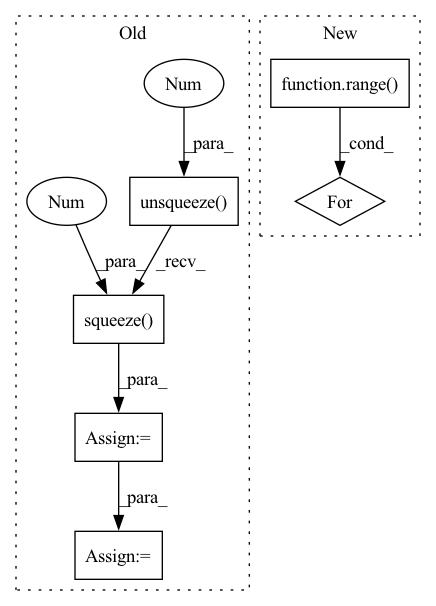 Old
New
Num
function.range()
_para_
_cond_
Num
unsqueeze()
For
_para_
_recv_
squeeze()
_para_
Assign:=
_para_
Assign:=